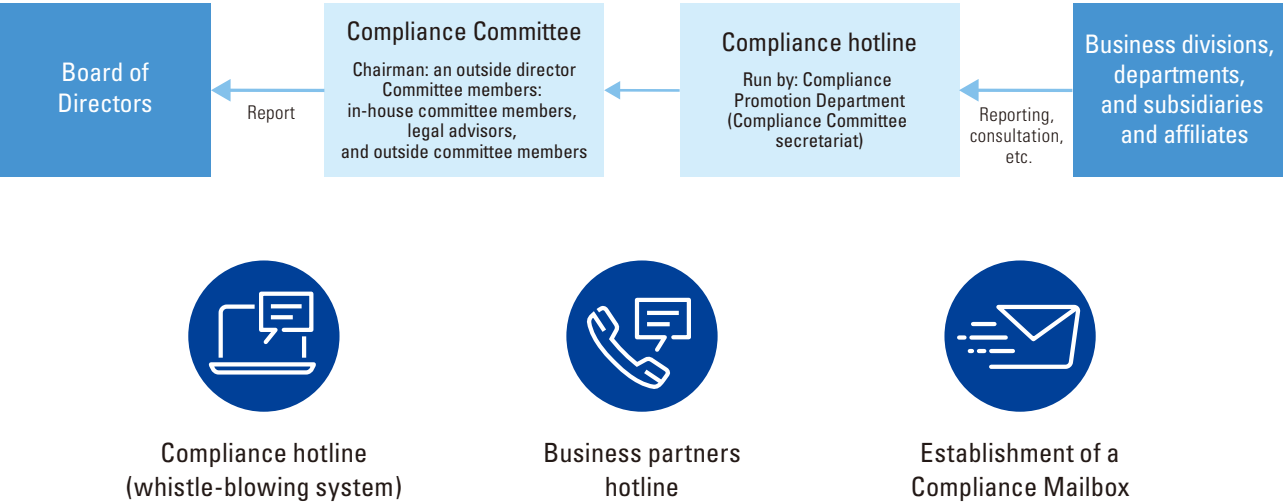 Board of
Directors
Report
Compliance Committee
Chairman: an outside director
Committee members:
in-house committee members,
legal advisors,
and outside committee members
Compliance hotline
Run by: Compliance
Promotion Department
(Compliance Committee
secretariat)
Reporting,
consultation,
etc.
Business divisions,
departments,
and subsidiaries
and affiliates
Compliance hotline
(whistle-blowing system)
Business partners
hotline
Establishment of a
Compliance Mailbox